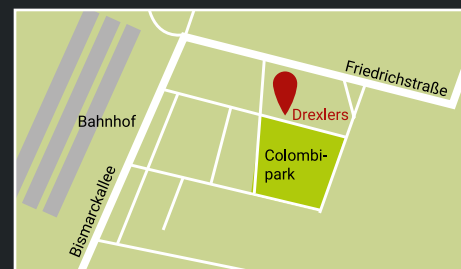 Friedrichstraße
Drexlers
Bahnhof
Colombi-
park
Bismarckallee